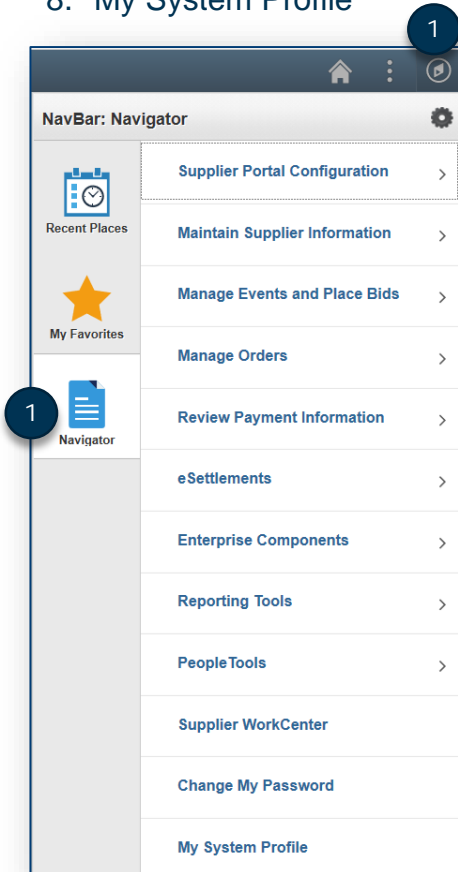 8. My System Profile
1
NavBar: Navigator
Recent Places
My Favorites
1
Navigator
Supplier Portal Configuration
Maintain Supplier Information
Manage Events and Place Bids
Manage Orders
Review Payment Information
eSettlements
Enterprise Components
Reporting Tools
PeopleTools
Supplier WorkCenter
Change My Password
My System Profile